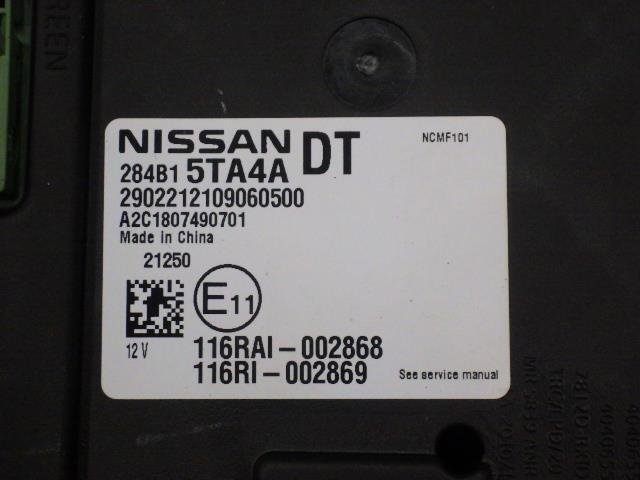 GREEN
NISSAN DT
NCMF101
284B1 5TA4A
2902212109060500
A2C1807490701
Made in China
21250
E11
12 V
116RAI-002868
116RI-002869
See service manual